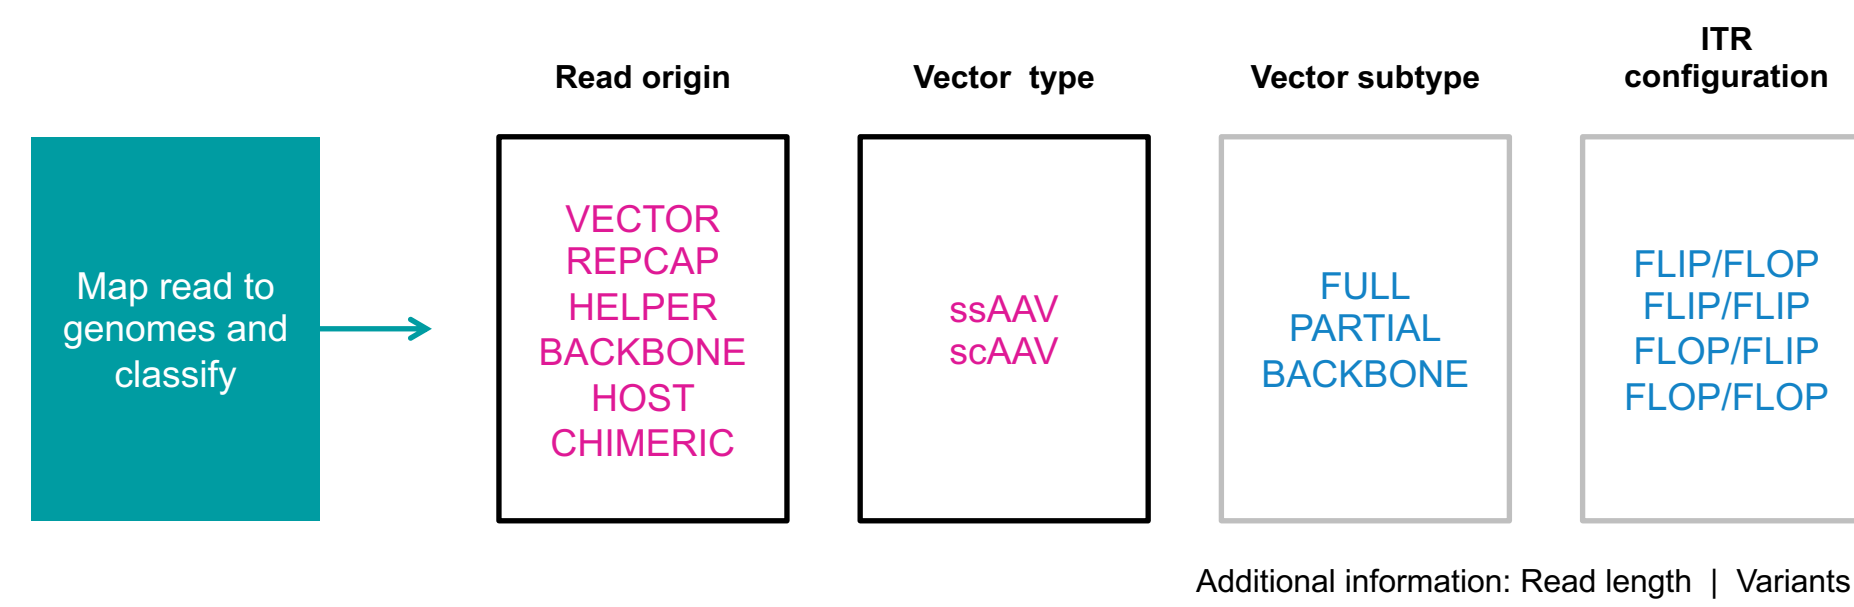 Read origin
Vector type
Vector subtype
ITR
configuration
Map read to
genomes and
classify
VECTOR
REPCAP
HELPER
BACKBONE
HOST
CHIMERIC
ssAAV
scAAV
FULL
PARTIAL
BACKBONE
FLIP/FLOP
FLIP/FLIP
FLOP/FLIP
FLOP/FLOP
Additional information: Read length | Variants